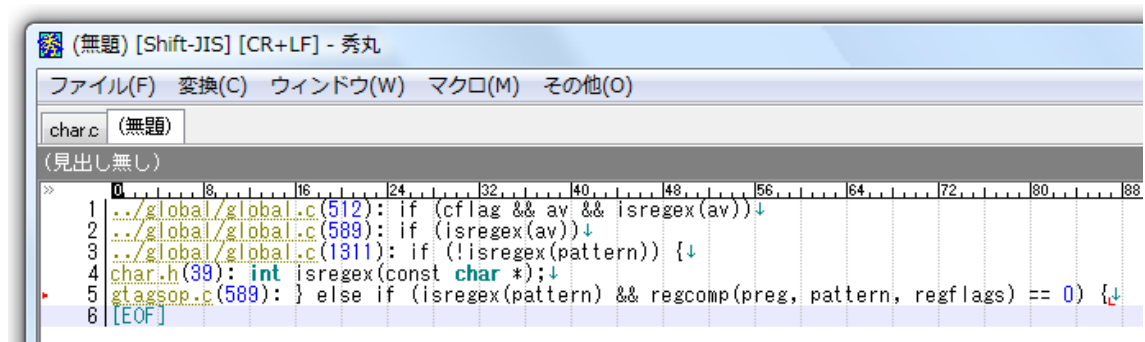 (無題) [Shift-JIS] [CR+LF] - 秀丸
ファイル(F) 変換(C) ウィンドウ(W) マクロ(M) その他(O)
char.c (無題)
(見出し無し)
0 8 16 24 32 40 48 56 64 72 80 88
1 ../global/global.c(512): if (cflag && av && isregex(av))↓
2 ../global/global.c(589): if (isregex(av))↓
3 ../global/global.c(1311): if (!isregex(pattern)) {↓
4 char.h(39): int isregex(const char *);↓
5 gtagsop.c(589): } else if (isregex(pattern) && regcomp(preg, pattern, regflags) == 0) {↓
6 [EOF]